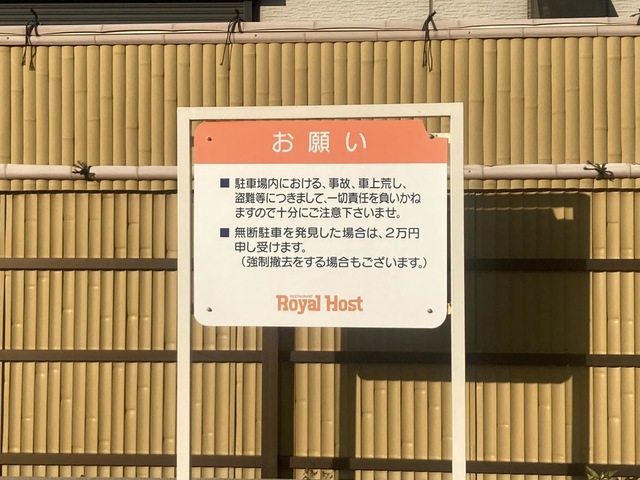 お願い
■ 駐車場内における、事故、車上荒し、
盗難等につきまして、一切責任を負いかね
ますので十分にご注意下さいませ。
■ 無断駐車を発見した場合は、2万円
申し受けます。
（強制撤去をする場合もございます。）
Royal Host